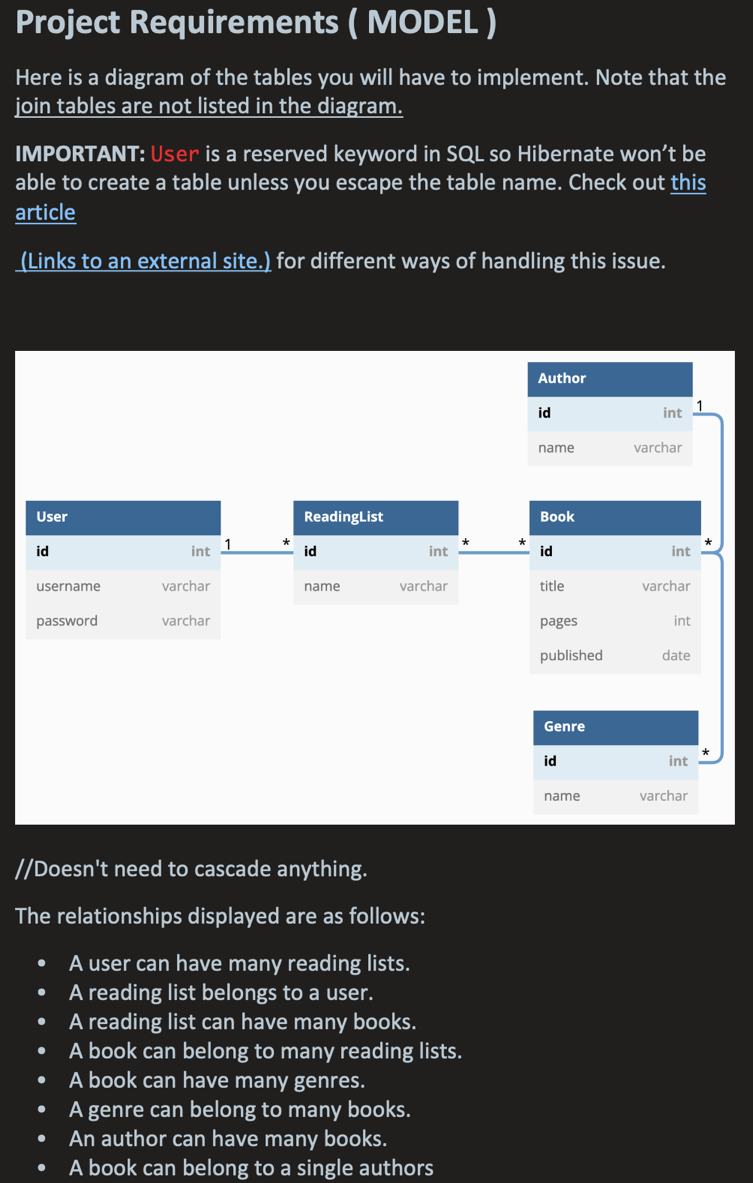 Project Requirements ( MODEL )
Here is a diagram of the tables you will have to implement. Note that the
join tables are not listed in the diagram.
IMPORTANT: User is a reserved keyword in SQL so Hibernate won’t be
able to create a table unless you escape the table name. Check out this
article
(Links to an external site.) for different ways of handling this issue.
Author
id int 1
name varchar
User
id int 1
username varchar
password varchar
ReadingList
* id int *
name varchar
Book
* id int *
title varchar
pages int
published date
Genre
id int *
name varchar
//Doesn't need to cascade anything.
The relationships displayed are as follows:
• A user can have many reading lists.
• A reading list belongs to a user.
• A reading list can have many books.
• A book can belong to many reading lists.
• A book can have many genres.
• A genre can belong to many books.
• An author can have many books.
• A book can belong to a single authors